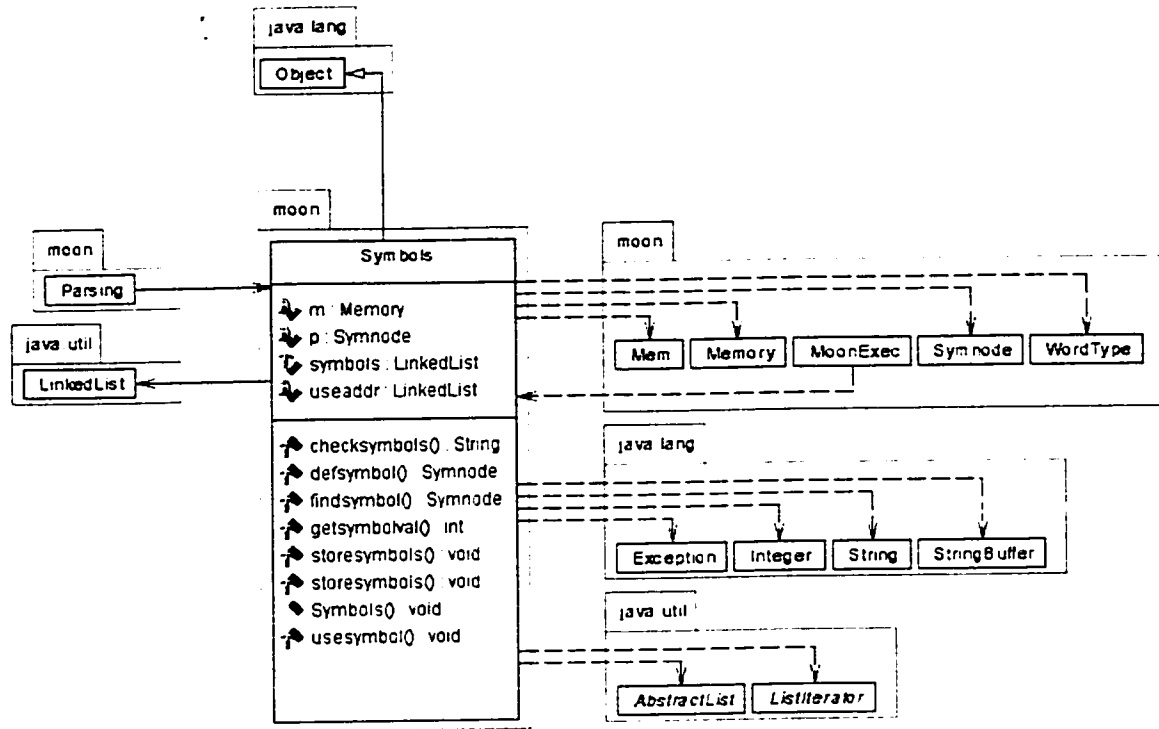 java lang
Object
moon
Symbols
m : Memory
p : Symnode
symbols : LinkedList
useaddr : LinkedList
checksymbols() : String
defsymbol() Symnode
findsymbol() Symnode
getsymbolval() int
storesymbols() : void
storesymbols() : void
Symbols() void
usesymbol() void
moon
Parsing
java util
LinkedList
moon
Mem
Memory
MoonExec
Symnode
WordType
java lang
Exception
Integer
String
StringBuffer
java util
AbstractList
ListIterator